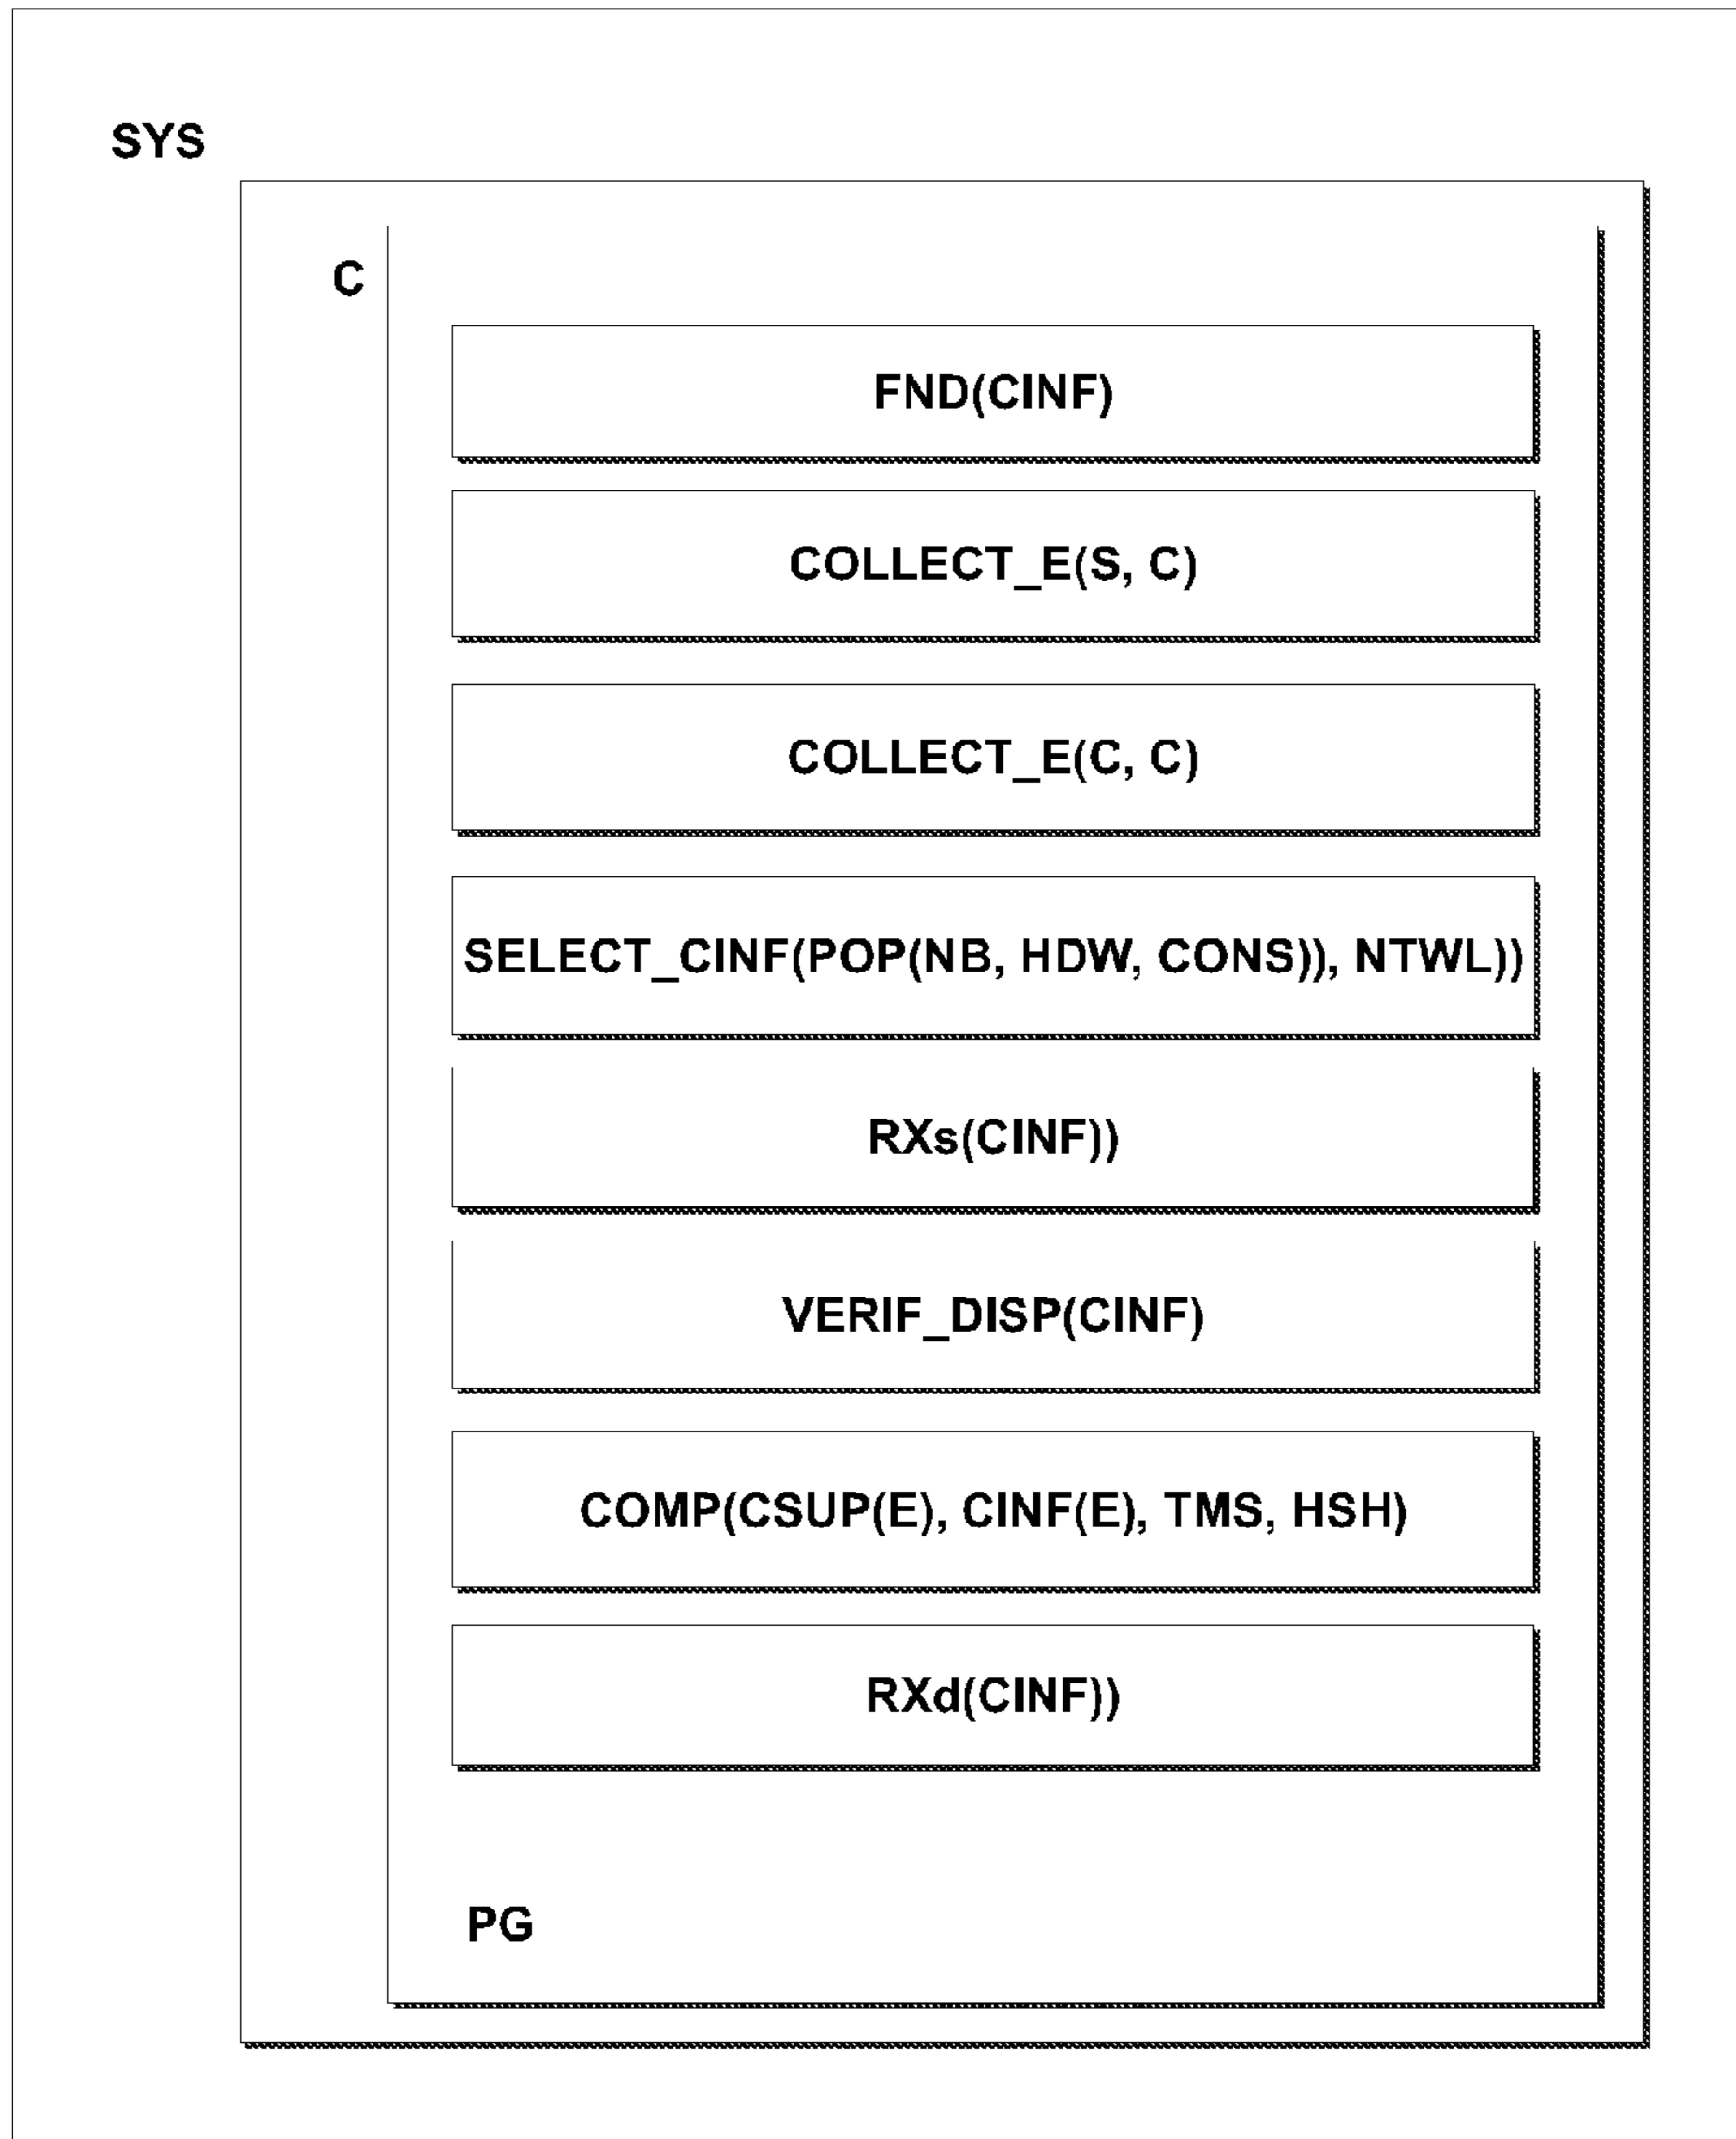 SYS
C
FND(CINF)
COLLECT_E(S, C)
COLLECT_E(C, C)
SELECT_CINF(POP(NB, HDW, CONS)), NTWL))
RXs(CINF))
VERIF_DISP(CINF)
COMP(CSUP(E), CINF(E), TMS, HSH)
RXd(CINF))
PG